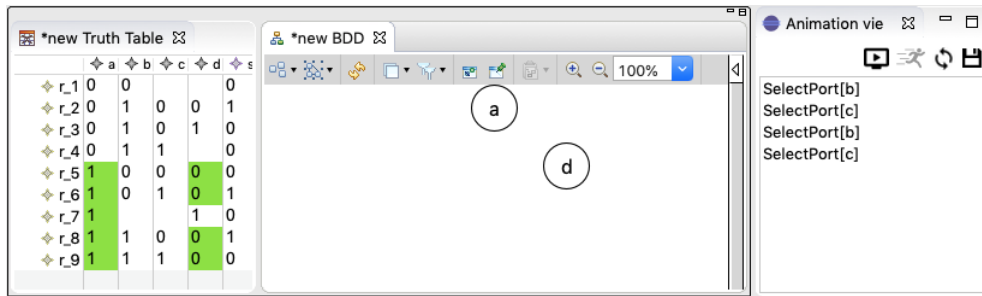 *new Truth Table
a b c d s
r_1 0 0 0
r_2 0 1 0 0 1
r_3 0 1 0 1 0
r_4 0 1 1 0
r_5 1 0 0 0 0
r_6 1 0 1 0 1
r_7 1 1 0
r_8 1 1 0 0 1
r_9 1 1 1 0 0
*new BDD
100%
a
d
Animation vie
SelectPort[b]
SelectPort[c]
SelectPort[b]
SelectPort[c]